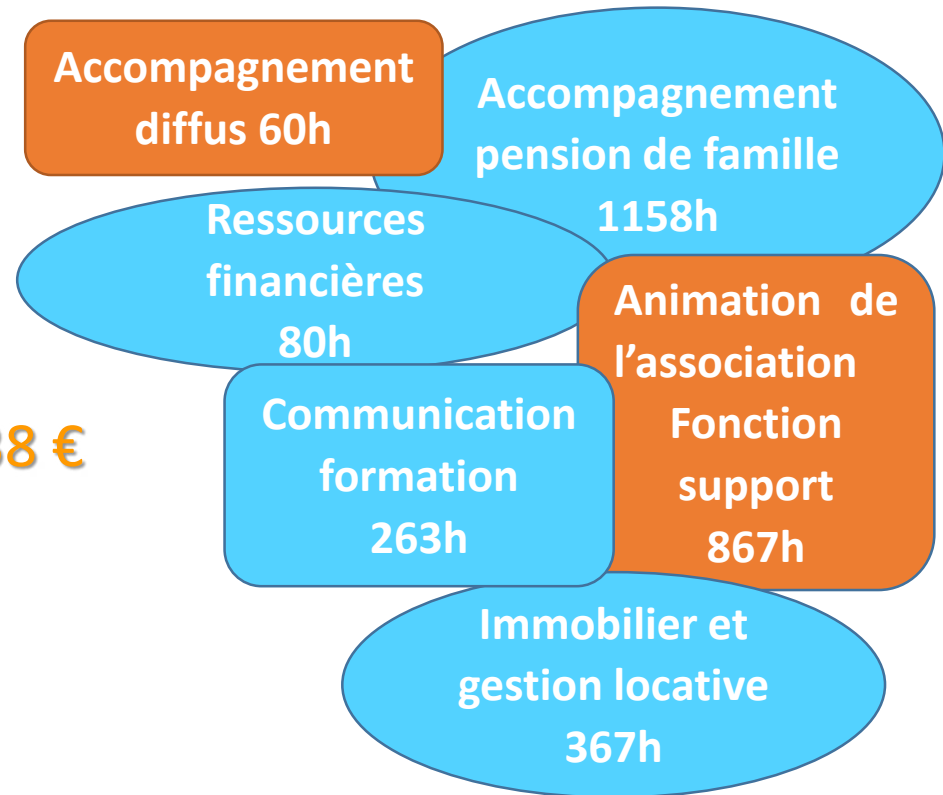 Accompagnement
diffus 60h
Accompagnement
pension de famille
1158h
Ressources
financières
80h
Animation de
l’association
Fonction
support
867h
Communication
formation
263h
8 €
Immobilier et
gestion locative
367h